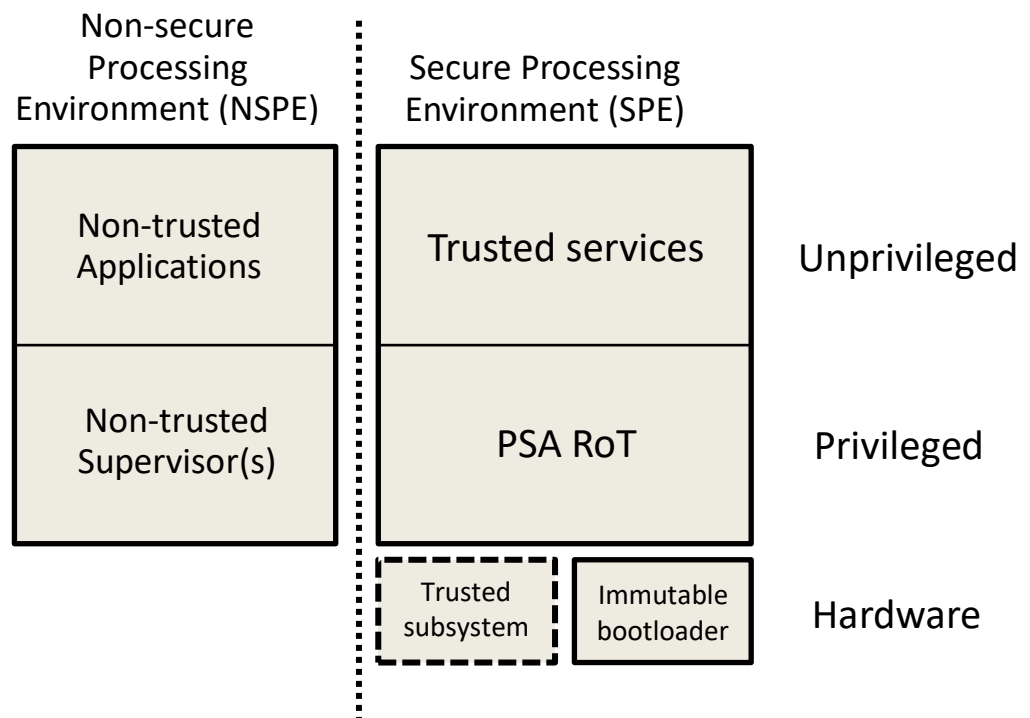 Non-secure
Processing
Environment (NSPE)
Secure Processing
Environment (SPE)
Non-trusted
Applications
Trusted services
Unprivileged
Non-trusted
Supervisor(s)
PSA RoT
Privileged
Trusted
subsystem
Immutable
bootloader
Hardware